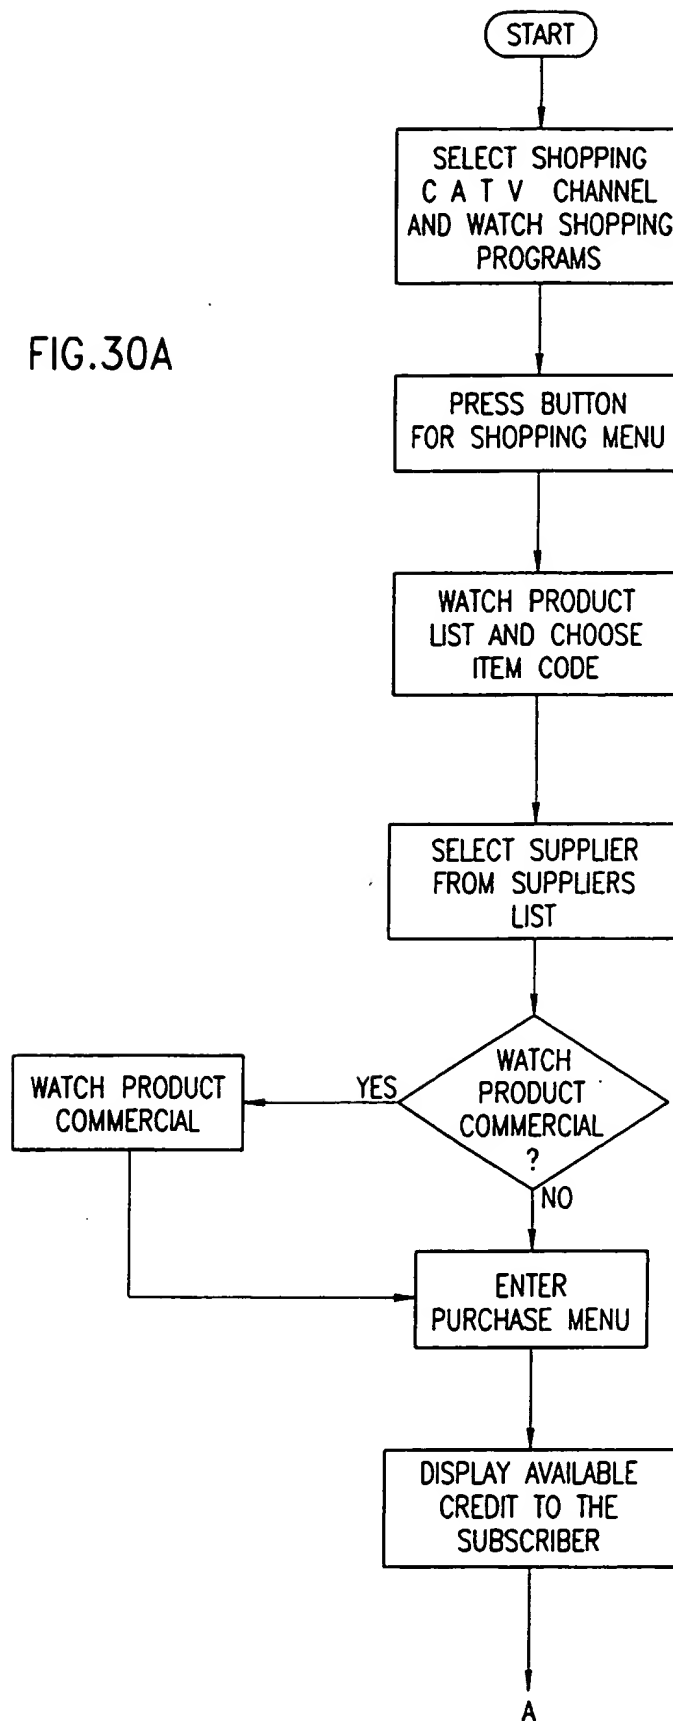 START
SELECT SHOPPING
C A T V CHANNEL
AND WATCH SHOPPING
PROGRAMS
FIG.30A
PRESS BUTTON
FOR SHOPPING MENU
WATCH PRODUCT
LIST AND CHOOSE
ITEM CODE
SELECT SUPPLIER
FROM SUPPLIERS
LIST
WATCH
PRODUCT
COMMERCIAL
?
YES
WATCH PRODUCT
COMMERCIAL
NO
ENTER
PURCHASE MENU
DISPLAY AVAILABLE
CREDIT TO THE
SUBSCRIBER
A